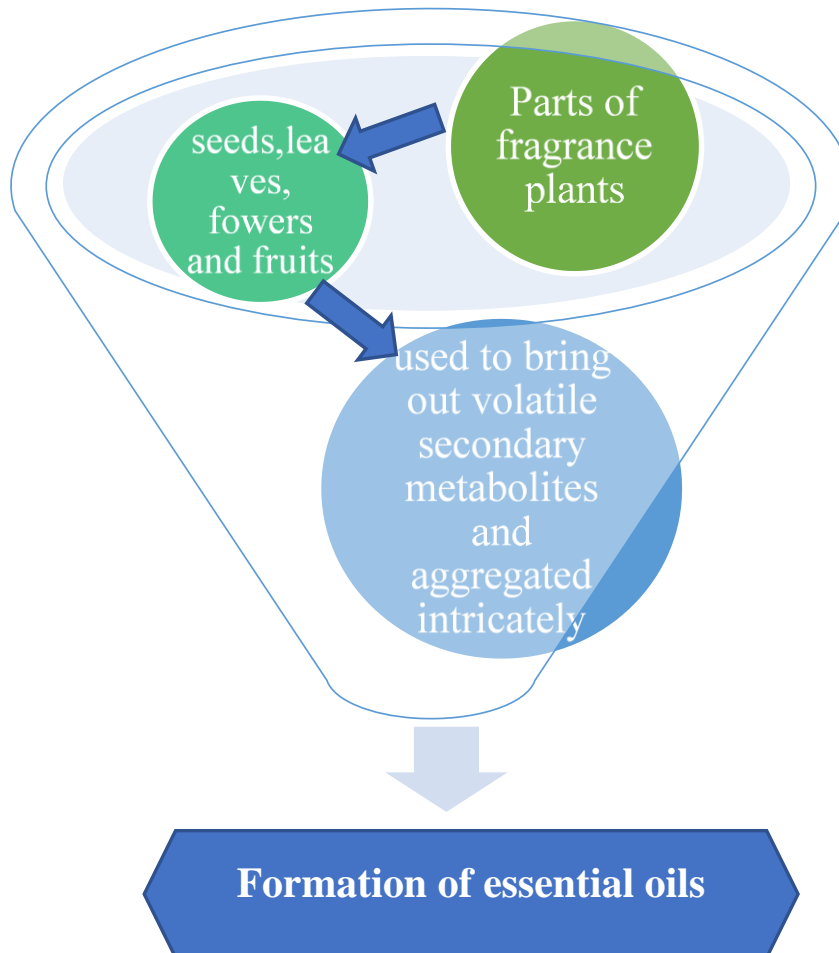 Parts of
fragrance
plants
seeds,lea
ves,
fowers
and fruits
used to bring
out volatile
secondary
metabolites
and
aggregated
intricately
Formation of essential oils